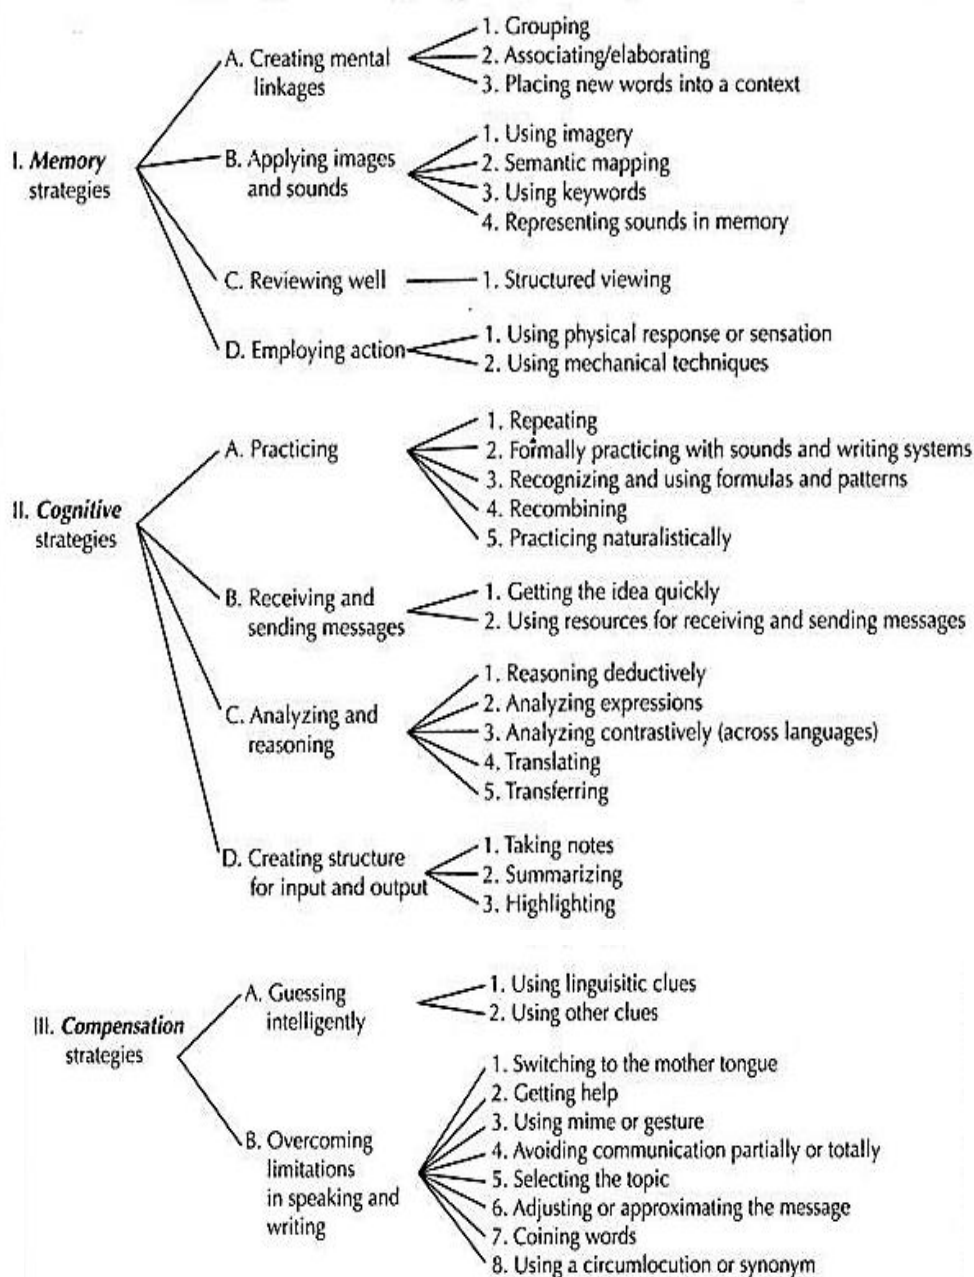 I. Memory
strategies
A. Creating mental
linkages
1. Grouping
2. Associating/elaborating
3. Placing new words into a context
B. Applying images
and sounds
1. Using imagery
2. Semantic mapping
3. Using keywords
4. Representing sounds in memory
C. Reviewing well
1. Structured viewing
D. Employing action
1. Using physical response or sensation
2. Using mechanical techniques
II. Cognitive
strategies
A. Practicing
1. Repeating
2. Formally practicing with sounds and writing systems
3. Recognizing and using formulas and patterns
4. Recombining
5. Practicing naturalistically
B. Receiving and
sending messages
1. Getting the idea quickly
2. Using resources for receiving and sending messages
C. Analyzing and
reasoning
1. Reasoning deductively
2. Analyzing expressions
3. Analyzing contrastively (across languages)
4. Translating
5. Transferring
D. Creating structure
for input and output
1. Taking notes
2. Summarizing
3. Highlighting
III. Compensation
strategies
A. Guessing
intelligently
1. Using linguisitic clues
2. Using other clues
B. Overcoming
limitations
in speaking and
writing
1. Switching to the mother tongue
2. Getting help
3. Using mime or gesture
4. Avoiding communication partially or totally
5. Selecting the topic
6. Adjusting or approximating the message
7. Coining words
8. Using a circumlocution or synonym